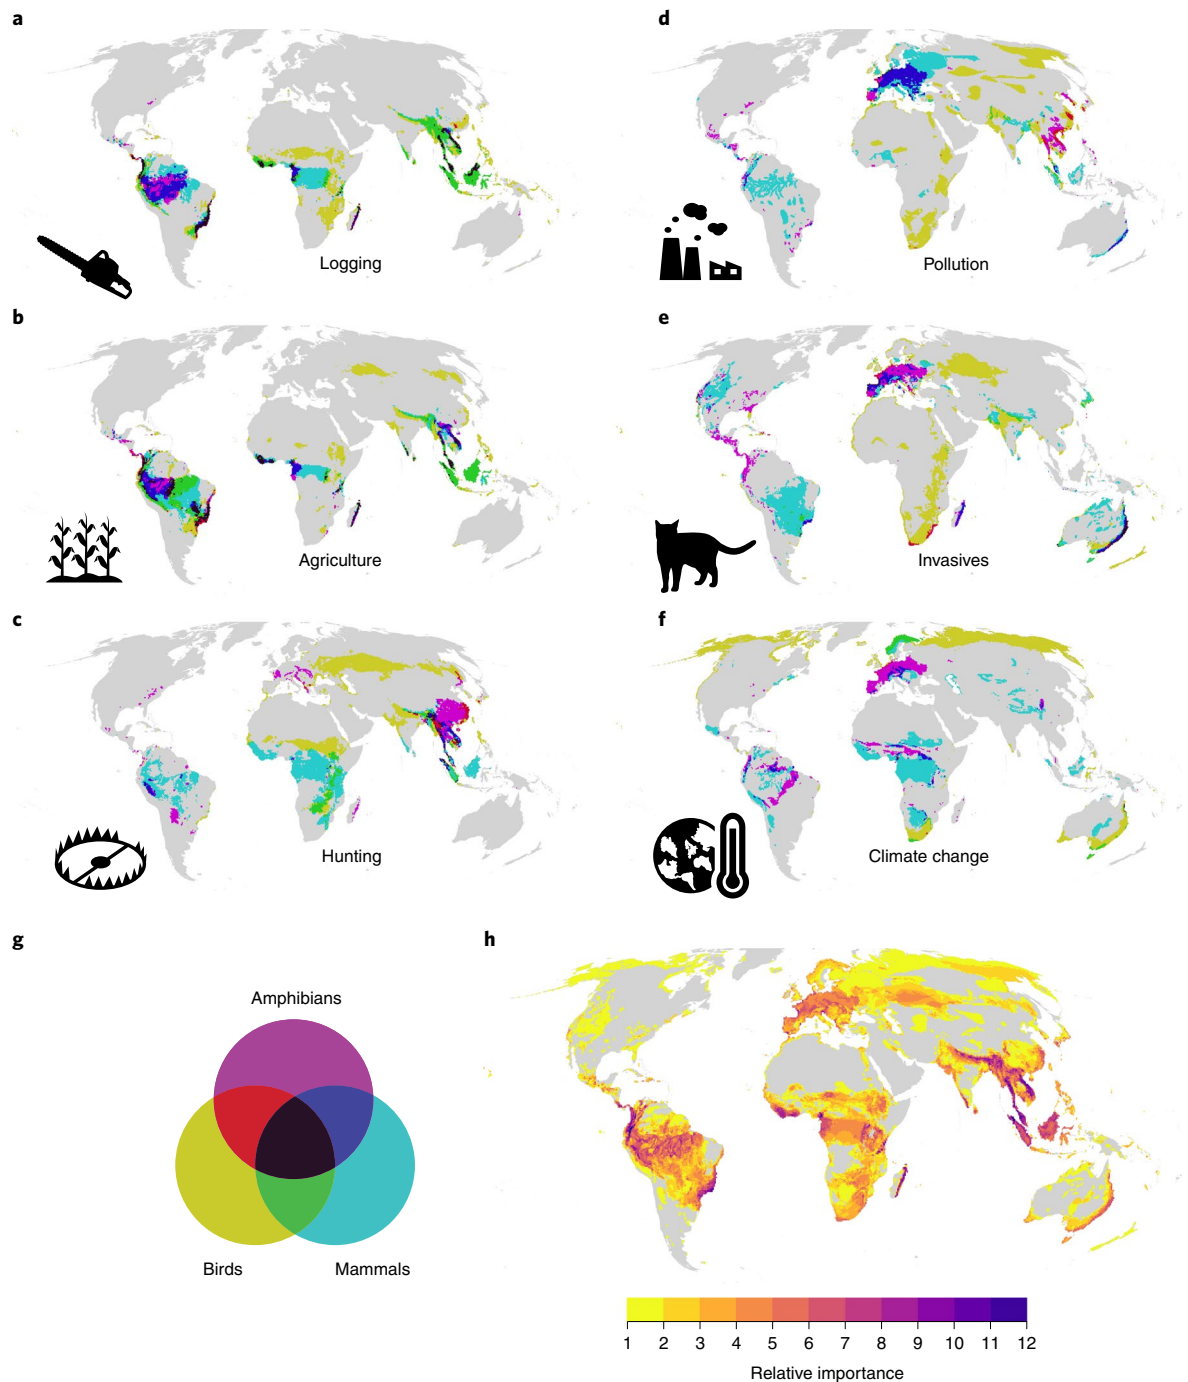 a
Logging
b
Agriculture
c
Hunting
d
Pollution
e
Invasives
f
Climate change
g
Amphibians
Birds
Mammals
h
1 2 3 4 5 6 7 8 9 10 11 12
Relative importance